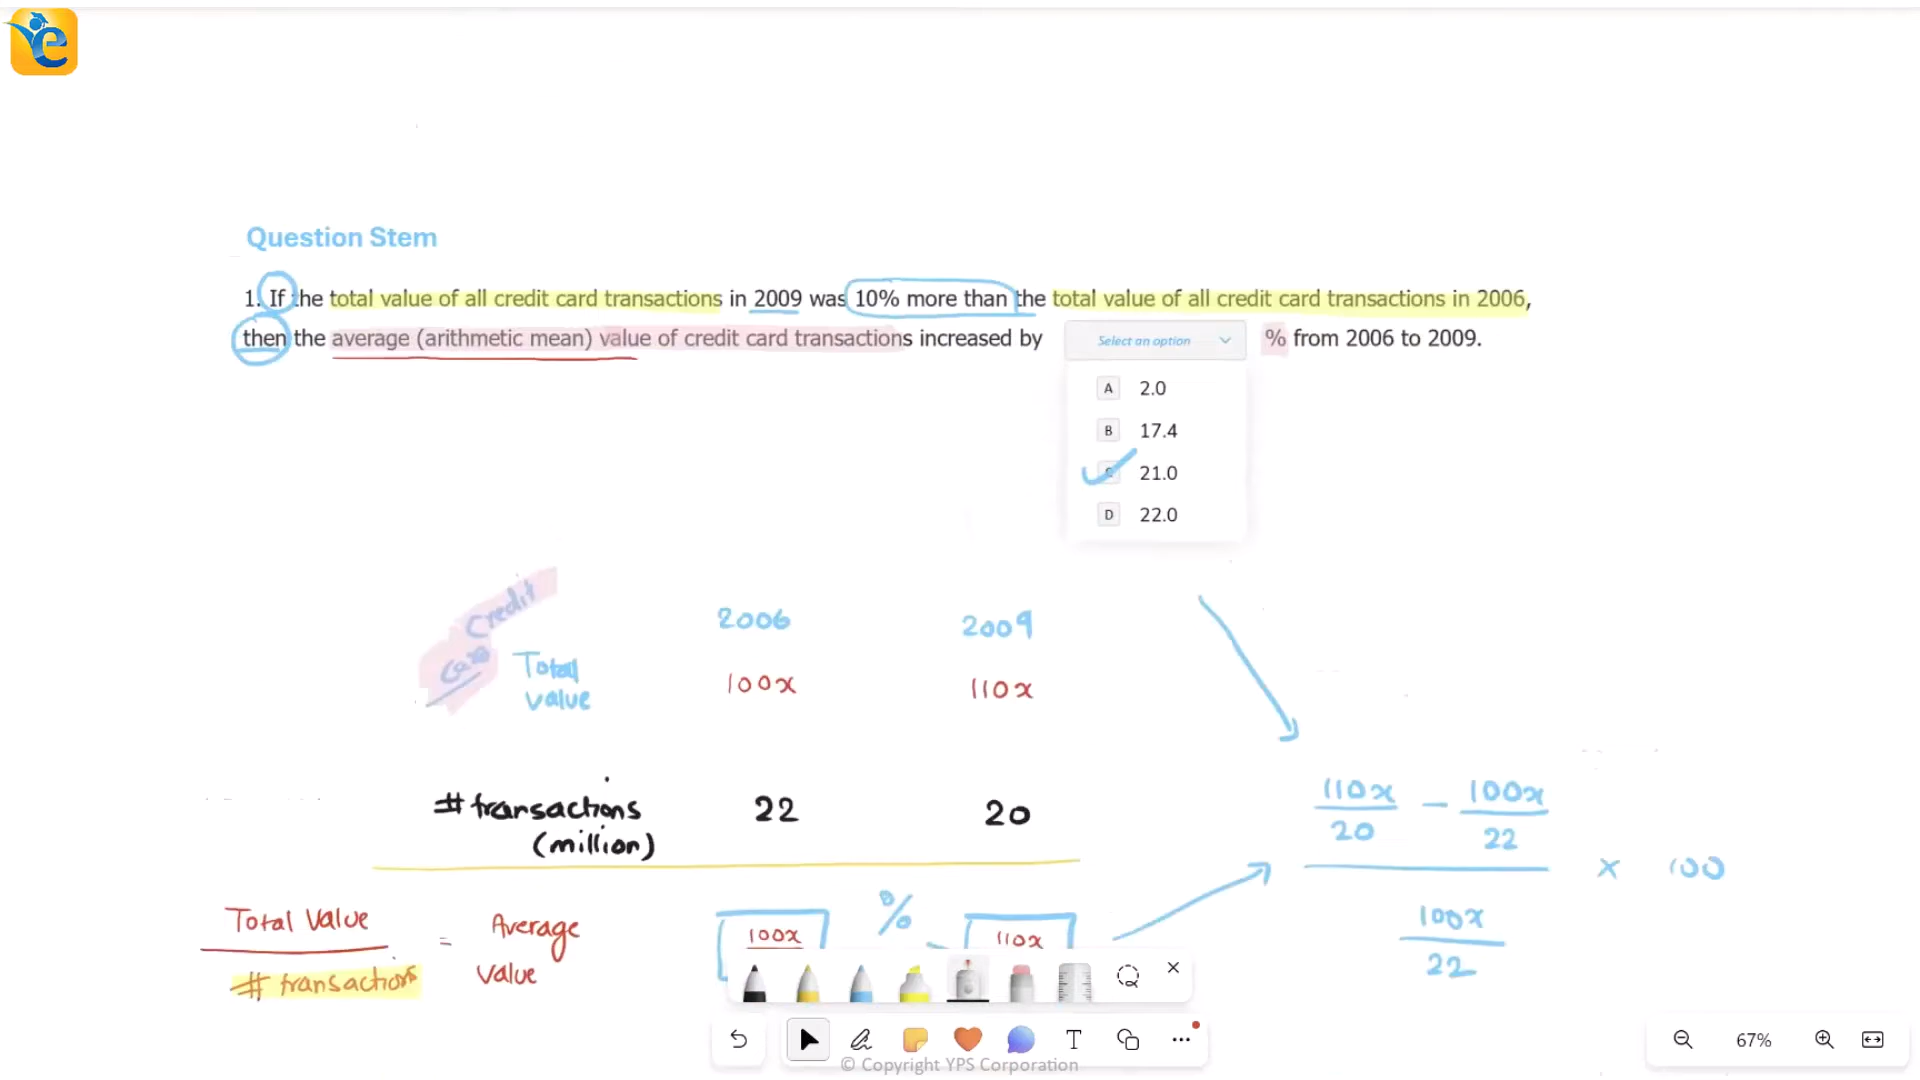 Question Stem
1. If the total value of all credit card transactions in 2009 was 10% more than the total value of all credit card transactions in 2006,
then the average (arithmetic mean) value of credit card transactions increased by Select an option % from 2006 to 2009.
A 2.0
B 17.4
C 21.0
D 22.0
Credit
Card
2006 2009
Total
value
100x 110x
# transactions
(million)
22 20
110x / 20 − 100x / 22
× 100
100x / 22
Total Value
# transactions
= Average
value
100x % 110x
T
67%
© Copyright YPS Corporation